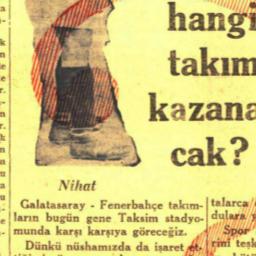 hangi
takım
kazana
cak?
Nihat
Galatasaray - Fenerbahçe takım-
ların bugün gene Taksim stadyo-
munda karşı karşıya göreceğiz.
Dünkü nüshamızda da işaret et-
talarca
dulara
Spor
rini teşk